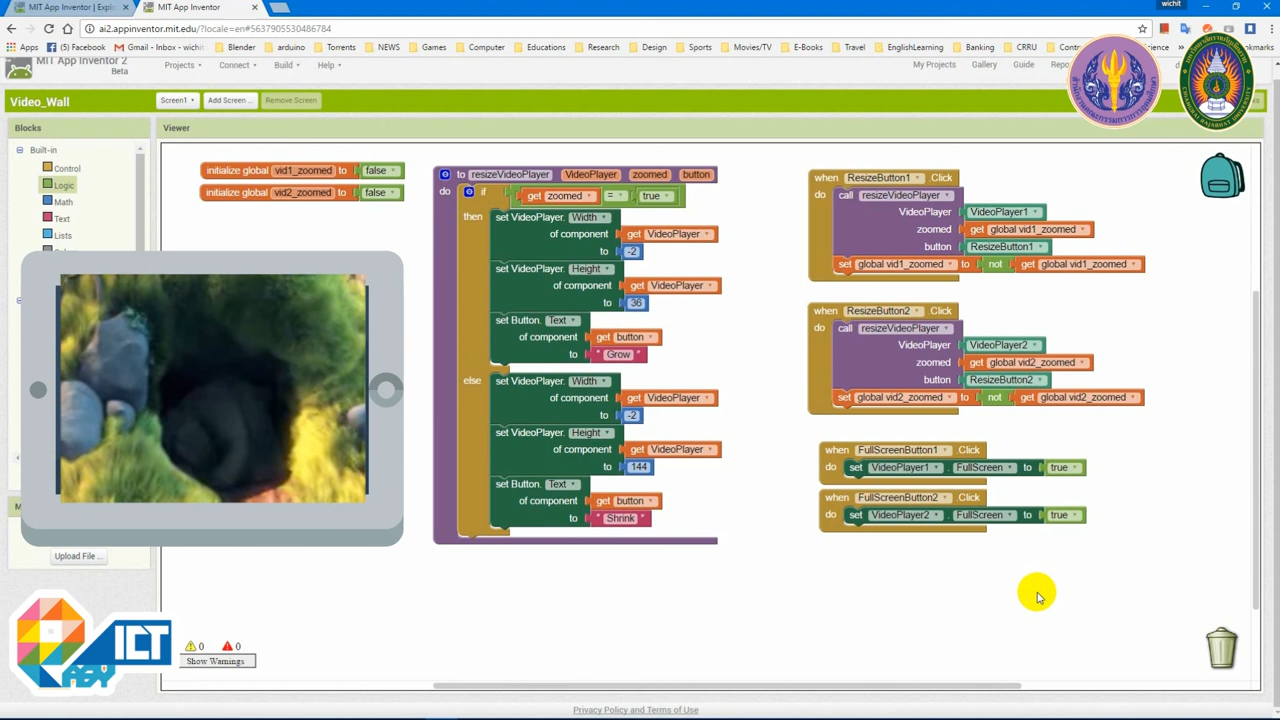 wichit
MIT App Inventor | Explo
MIT App Inventor
ai2.appinventor.mit.edu/?locale=en#5637905530486784
Apps
(5) Facebook
Gmail - Inbox - wichit
Blender
arduino
Torrents
NEWS
Games
Computer
Educations
Research
Design
Sports
Movies/TV
E-Books
Travel
EnglishLearning
Banking
CRRU
MIT App Inventor 2
Beta
Projects
Connect
Build
Help
My Projects
Gallery
Guide
Video_Wall
Screen1
Add Screen ...
Remove Screen
Blocks
Viewer
Built-in
Control
Logic
Math
Text
Lists
Upload File ...
initialize global vid1_zoomed to false
initialize global vid2_zoomed to false
to resizeVideoPlayer VideoPlayer zoomed button
do if get zoomed = true
then set VideoPlayer. Width
of component get VideoPlayer
to -2
set VideoPlayer. Height
of component get VideoPlayer
to 36
set Button. Text
of component get button
to " Grow "
else set VideoPlayer. Width
of component get VideoPlayer
to -2
set VideoPlayer. Height
of component get VideoPlayer
to 144
set Button. Text
of component get button
to " Shrink "
when ResizeButton1 .Click
do call resizeVideoPlayer
VideoPlayer VideoPlayer1
zoomed get global vid1_zoomed
button ResizeButton1
set global vid1_zoomed to not get global vid1_zoomed
when ResizeButton2 .Click
do call resizeVideoPlayer
VideoPlayer VideoPlayer2
zoomed get global vid2_zoomed
button ResizeButton2
set global vid2_zoomed to not get global vid2_zoomed
when FullScreenButton1 .Click
do set VideoPlayer1 . FullScreen to true
when FullScreenButton2 .Click
do set VideoPlayer2 . FullScreen to true
ICT
0 0
Show Warnings
Privacy Policy and Terms of Use